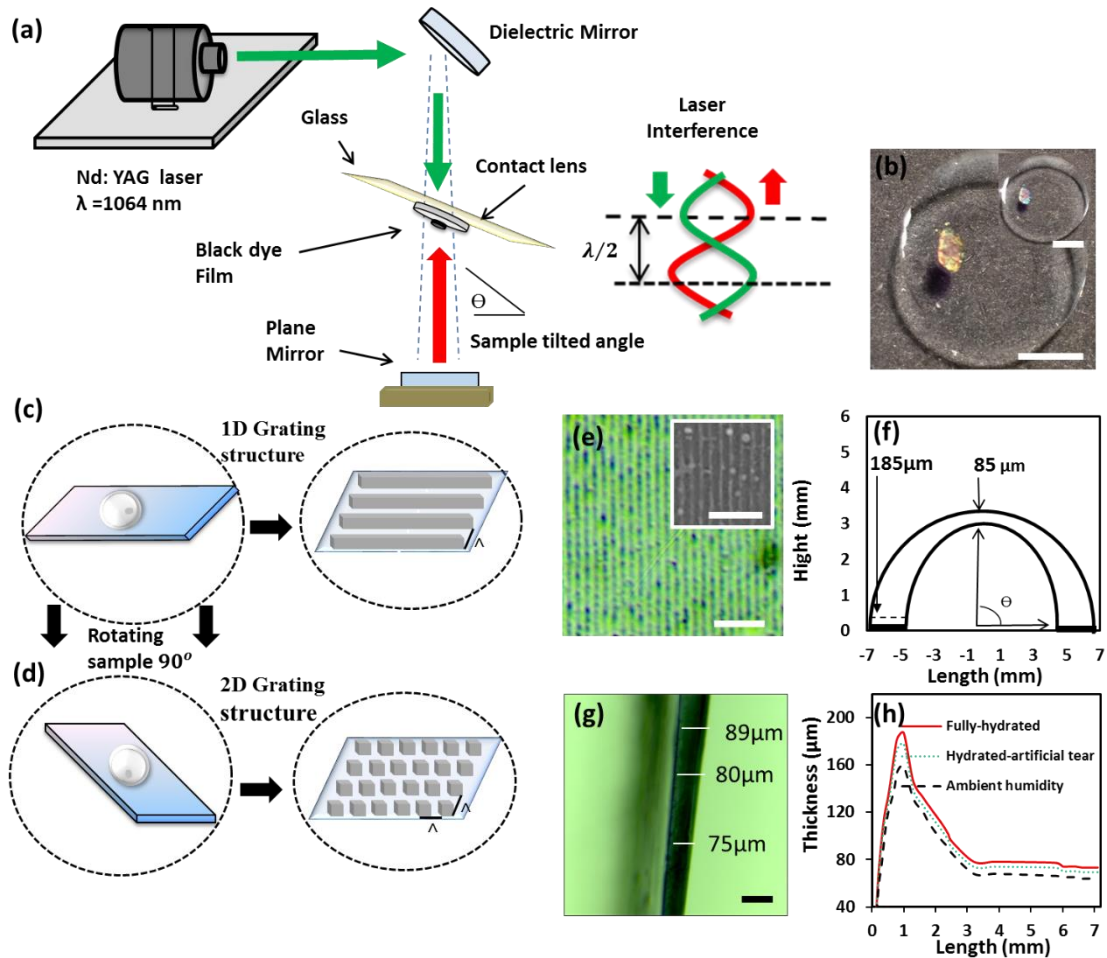 (a)
Dielectric Mirror
Glass
Laser
Interference
Contact lens
(b)
Nd: YAG  laser
λ =1064 nm
Black dye
Film
λ/2
Plane
Mirror
Θ
Sample tilted angle
(c)
1D Grating
structure
Λ
Rotating
sample 90°
(d)
2D Grating
structure
Λ
Λ
(e)
(f)
Hight (mm)
6
5
4
3
2
1
0
185μm
85 μm
Θ
-7 -5 -3 -1 1 3 5 7
Length (mm)
(g)
89μm
80μm
75μm
(h)
Thickness (μm)
200
160
120
80
40
Fully-hydrated
Hydrated-artificial tear
Ambient humidity
0 1 2 3 4 5 6 7
Length (mm)